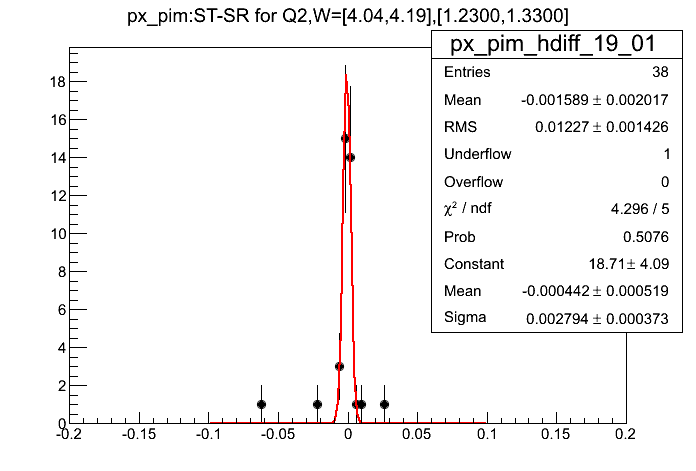 px_pim:ST-SR for Q2,W=[4.04,4.19],[1.2300,1.3300]
px_pim_hdiff_19_01
Entries 38
Mean -0.001589 ± 0.002017
RMS 0.01227 ± 0.001426
Underflow 1
Overflow 0
χ² / ndf 4.296 / 5
Prob 0.5076
Constant 18.71± 4.09
Mean -0.000442 ± 0.000519
Sigma 0.002794 ± 0.000373
18
16
14
12
10
8
6
4
2
0
-0.2 -0.15 -0.1 -0.05 0 0.05 0.1 0.15 0.2